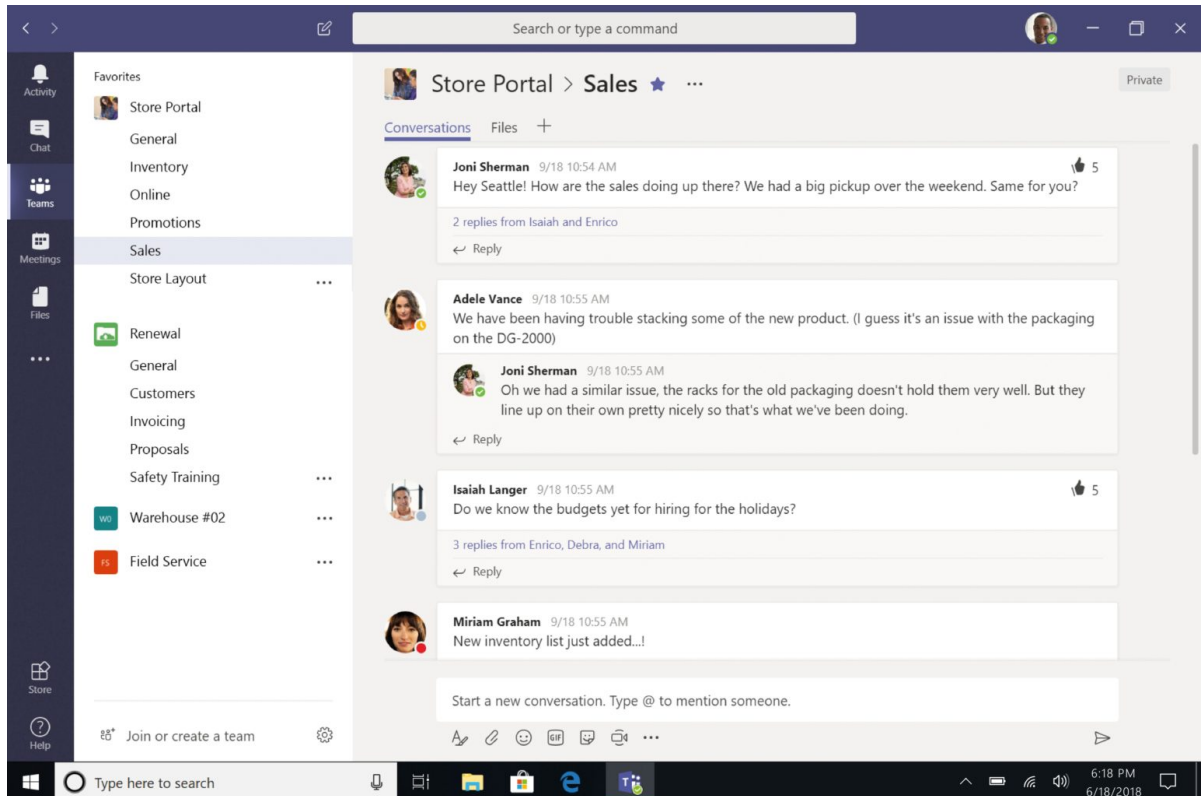 Search or type a command
Activity
Chat
Teams
Meetings
Files
Store
Help
Favorites
Store Portal
General
Inventory
Online
Promotions
Sales
Store Layout
Renewal
General
Customers
Invoicing
Proposals
Safety Training
W0 Warehouse #02
FS Field Service
Join or create a team
Store Portal > Sales
Private
Conversations Files
Joni Sherman 9/18 10:54 AM 5
Hey Seattle! How are the sales doing up there? We had a big pickup over the weekend. Same for you?
2 replies from Isaiah and Enrico
Reply
Adele Vance 9/18 10:55 AM
We have been having trouble stacking some of the new product. (I guess it's an issue with the packaging
on the DG-2000)
Joni Sherman 9/18 10:55 AM
Oh we had a similar issue, the racks for the old packaging doesn't hold them very well. But they
line up on their own pretty nicely so that's what we've been doing.
Reply
Isaiah Langer 9/18 10:55 AM 5
Do we know the budgets yet for hiring for the holidays?
3 replies from Enrico, Debra, and Miriam
Reply
Miriam Graham 9/18 10:55 AM
New inventory list just added...!
Start a new conversation. Type @ to mention someone.
GIF
Type here to search
6:18 PM
6/18/2018